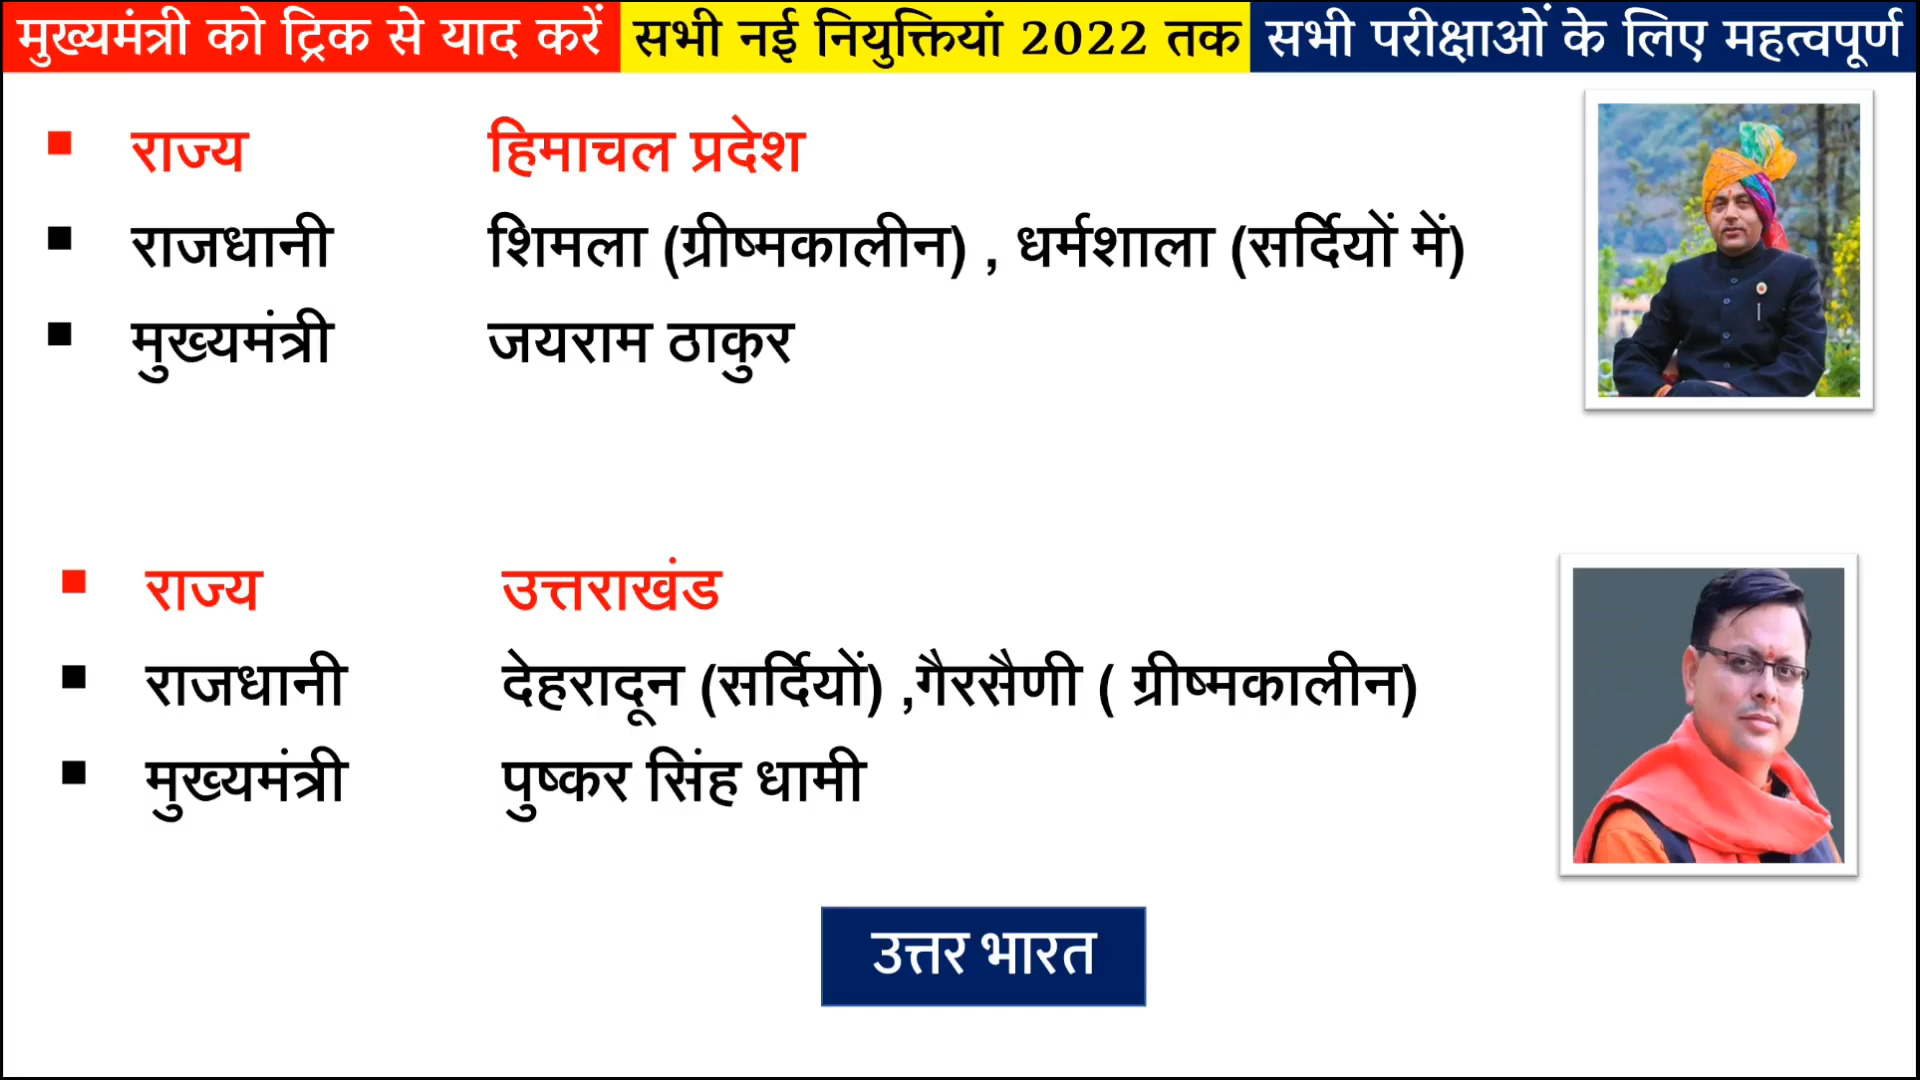 मुख्यमंत्री को ट्रिक से याद करें सभी नई नियुक्तियां 2022 तक सभी परीक्षाओं के लिए महत्वपूर्ण
▪ राज्य हिमाचल प्रदेश
▪ राजधानी शिमला (ग्रीष्मकालीन) , धर्मशाला (सर्दियों में)
▪ मुख्यमंत्री जयराम ठाकुर
▪ राज्य उत्तराखंड
▪ राजधानी देहरादून (सर्दियों) ,गैरसैणी ( ग्रीष्मकालीन)
▪ मुख्यमंत्री पुष्कर सिंह धामी
उत्तर भारत